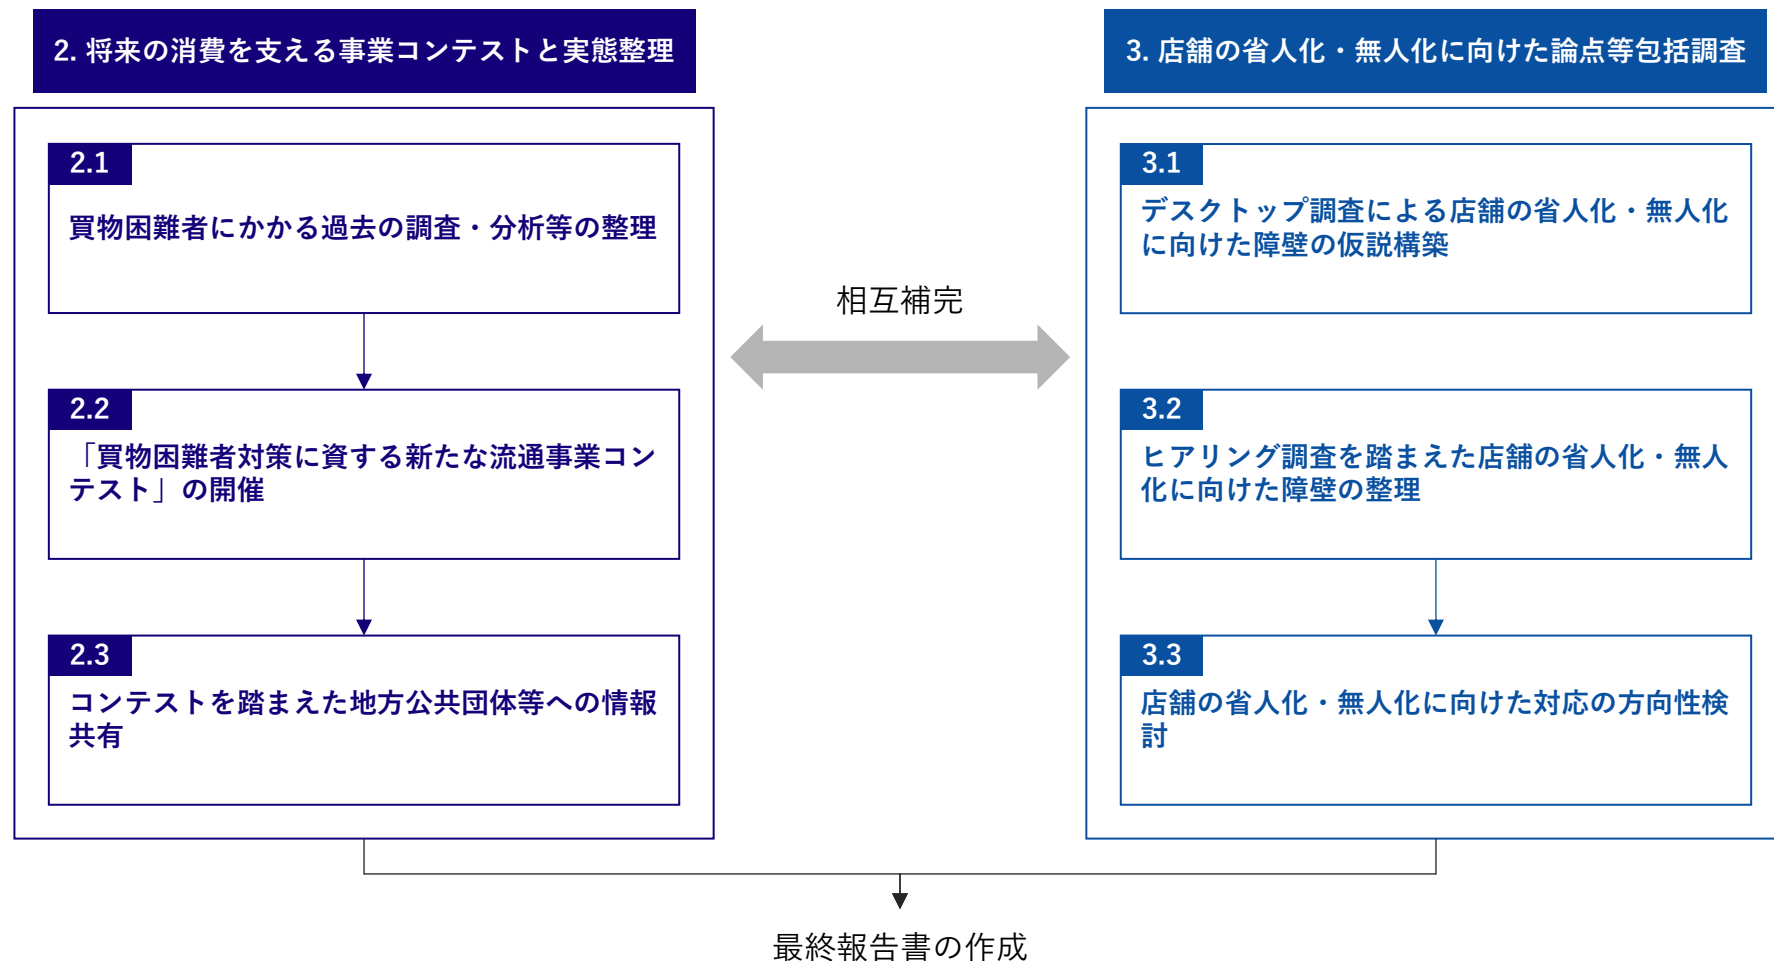 2. 将来の消費を支える事業コンテストと実態整理
2.1
買物困難者にかかる過去の調査・分析等の整理
2.2
「買物困難者対策に資する新たな流通事業コン
テスト」の開催
2.3
コンテストを踏まえた地方公共団体等への情報
共有
相互補完
3. 店舗の省人化・無人化に向けた論点等包括調査
3.1
デスクトップ調査による店舗の省人化・無人化
に向けた障壁の仮説構築
3.2
ヒアリング調査を踏まえた店舗の省人化・無人
化に向けた障壁の整理
3.3
店舗の省人化・無人化に向けた対応の方向性検
討
最終報告書の作成